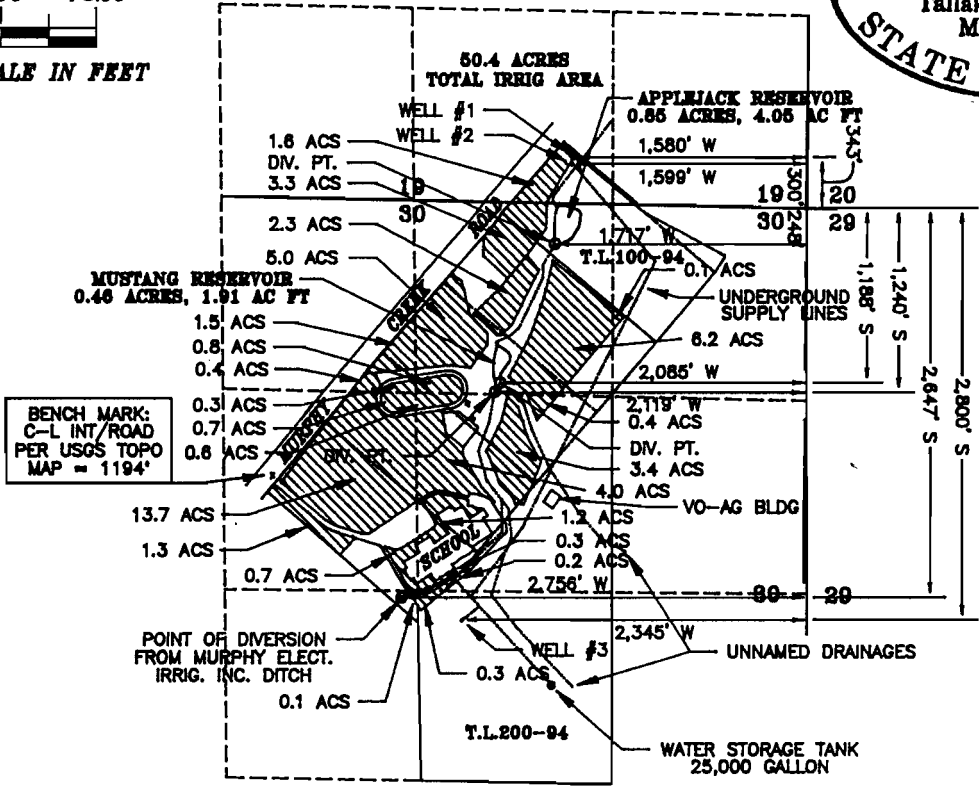 ALE IN FEET
STATE
50.4 ACRES
TOTAL IRRIG AREA
WELL #1
WELL #2
APPLEJACK RESERVOIR
0.85 ACRES, 4.05 AC FT
1.6 ACS
DIV. PT.
3.3 ACS
1,580' W
1,599' W
343'
300'
248'
19
30
19
20
30
29
2.3 ACS
5.0 ACS
1,717' W
T.L.100-94
0.1 ACS
MURPHY CREEK ROAD
MUSTANG RESERVOIR
0.46 ACRES, 1.91 AC FT
UNDERGROUND
SUPPLY LINES
1,188' S
1,240' S
2,647' S
2,800' S
1.5 ACS
0.8 ACS
0.4 ACS
6.2 ACS
2,085' W
2,119' W
0.3 ACS
0.7 ACS
0.6 ACS
0.4 ACS
DIV. PT.
DIV. PT.
3.4 ACS
BENCH MARK:
C-L INT/ROAD
PER USGS TOPO
MAP = 1194'
4.0 ACS
VO-AG BLDG
13.7 ACS
1.2 ACS
1.3 ACS
SCHOOL
0.3 ACS
0.2 ACS
0.7 ACS
2,756' W
30
29
2,345' W
POINT OF DIVERSION
FROM MURPHY ELECT.
IRRIG. INC. DITCH
WELL #3
UNNAMED DRAINAGES
0.3 ACS
0.1 ACS
T.L.200-94
WATER STORAGE TANK
25,000 GALLON